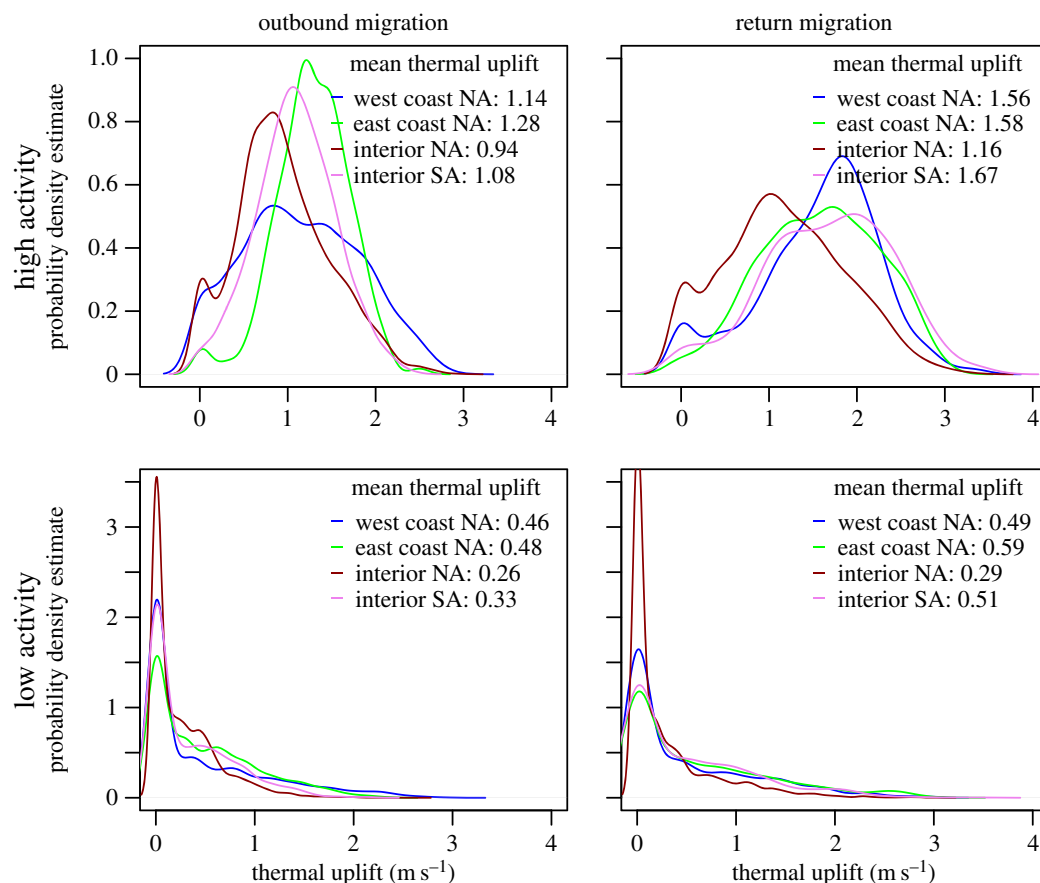 outbound migration
return migration
high activity
probability density estimate
1.0
0.8
0.6
0.4
0.2
0
mean thermal uplift
west coast NA: 1.14
east coast NA: 1.28
interior NA: 0.94
interior SA: 1.08
0 1 2 3 4
mean thermal uplift
west coast NA: 1.56
east coast NA: 1.58
interior NA: 1.16
interior SA: 1.67
0 1 2 3 4
low activity
probability density estimate
3
2
1
0
mean thermal uplift
west coast NA: 0.46
east coast NA: 0.48
interior NA: 0.26
interior SA: 0.33
0 1 2 3 4
thermal uplift (m s⁻¹)
mean thermal uplift
west coast NA: 0.49
east coast NA: 0.59
interior NA: 0.29
interior SA: 0.51
0 1 2 3 4
thermal uplift (m s⁻¹)